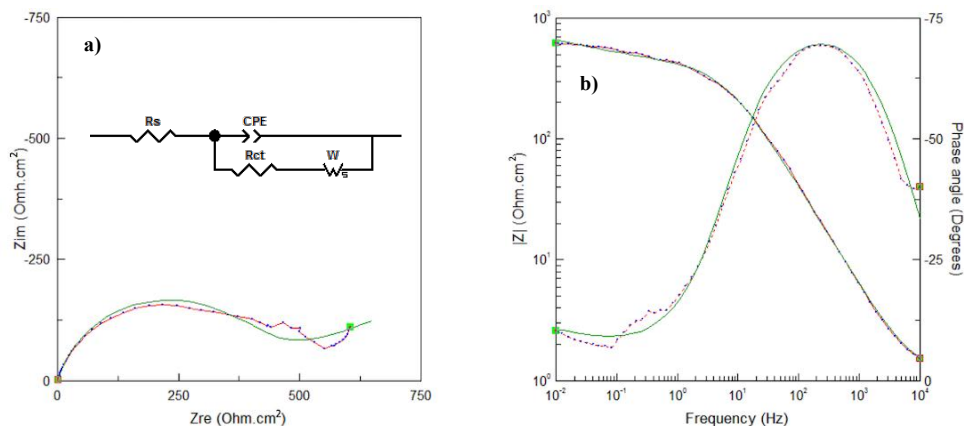 a)
-750
-500
-250
0
0
250
500
750
Zim (Omh.cm²)
Zre (Ohm.cm²)
Rs
CPE
Rct
W
s
b)
10³
10²
10¹
10⁰
|Z| (Ohm.cm²)
10⁻²
10⁻¹
10⁰
10¹
10²
10³
10⁴
Frequency (Hz)
-75
-50
-25
0
Phase angle (Degrees)